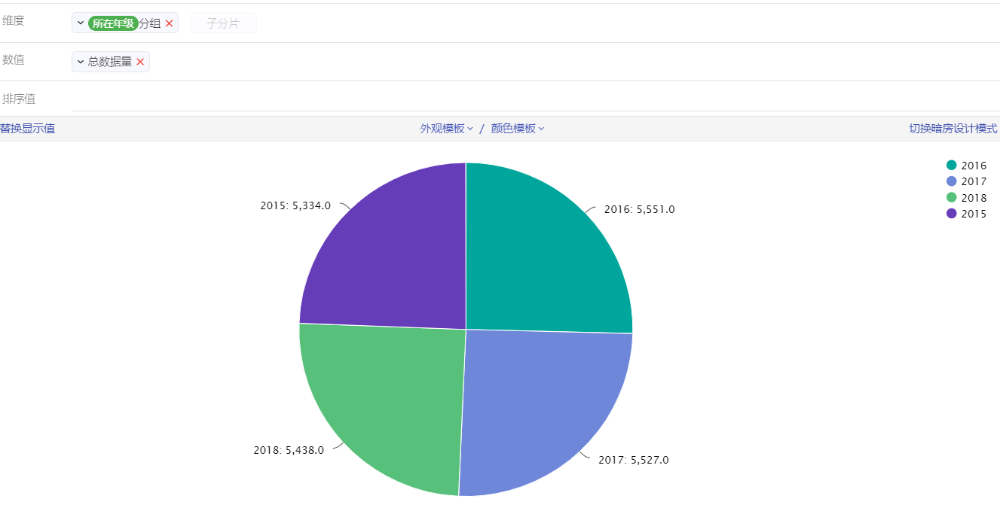 维度 所在年级分组 子分片
数值 总数据量
排序值
替换显示值 外观模板 / 颜色模板 切换暗房设计模式
2016
2017
2018
2015
2015: 5,334.0
2016: 5,551.0
2018: 5,438.0
2017: 5,527.0